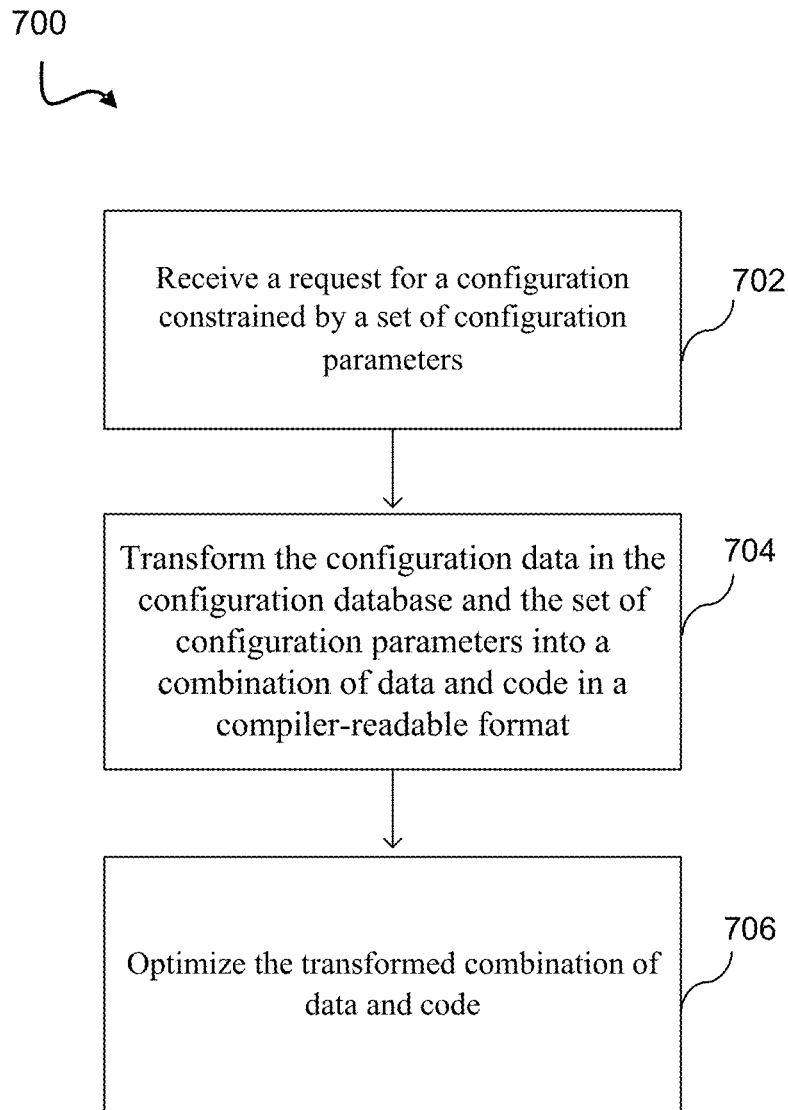 700
Receive a request for a configuration
constrained by a set of configuration
parameters
702
Transform the configuration data in the
configuration database and the set of
configuration parameters into a
combination of data and code in a
compiler-readable format
704
Optimize the transformed combination of
data and code
706